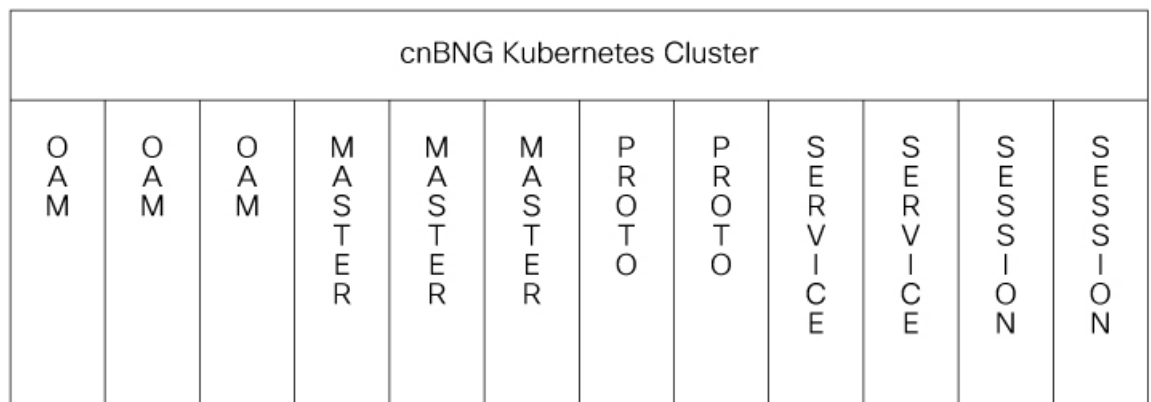 cnBNG Kubernetes Cluster
OAM
OAM
OAM
MASTER
MASTER
MASTER
PROTO
PROTO
SERVICE
SERVICE
SESSION
SESSION